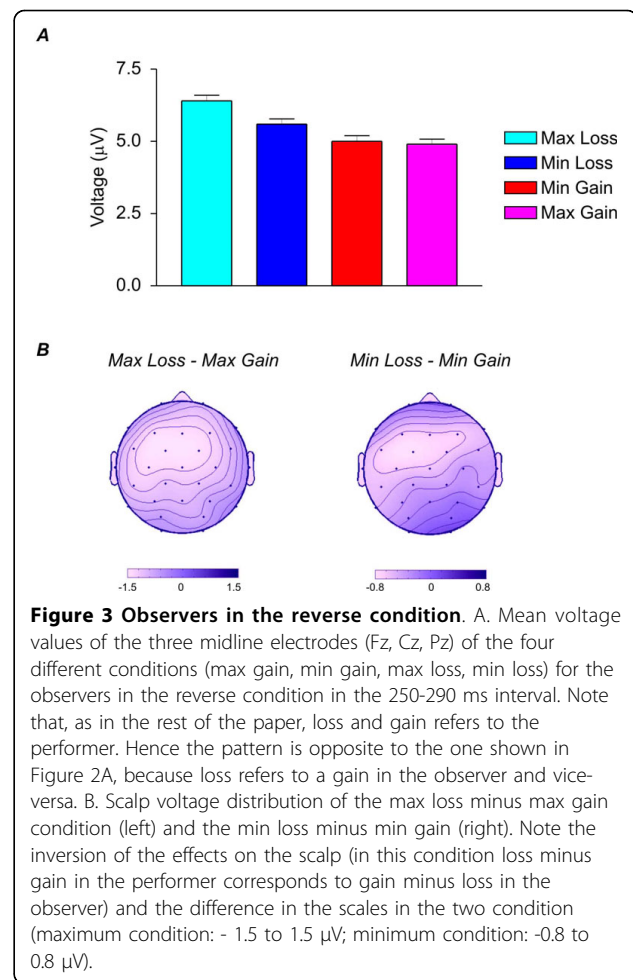 A
7.5
5.0
2.5
0.0
Voltage (µV)
Max Loss
Min Loss
Min Gain
Max Gain
B
Max Loss - Max Gain
Min Loss - Min Gain
-1.5 0 1.5
-0.8 0 0.8
Figure 3 Observers in the reverse condition. A. Mean voltage
values of the three midline electrodes (Fz, Cz, Pz) of the four
different conditions (max gain, min gain, max loss, min loss) for the
observers in the reverse condition in the 250-290 ms interval. Note
that, as in the rest of the paper, loss and gain refers to the
performer. Hence the pattern is opposite to the one shown in
Figure 2A, because loss refers to a gain in the observer and vice-
versa. B. Scalp voltage distribution of the max loss minus max gain
condition (left) and the min loss minus min gain (right). Note the
inversion of the effects on the scalp (in this condition loss minus
gain in the performer corresponds to gain minus loss in the
observer) and the difference in the scales in the two condition
(maximum condition: - 1.5 to 1.5 µV; minimum condition: -0.8 to
0.8 µV).